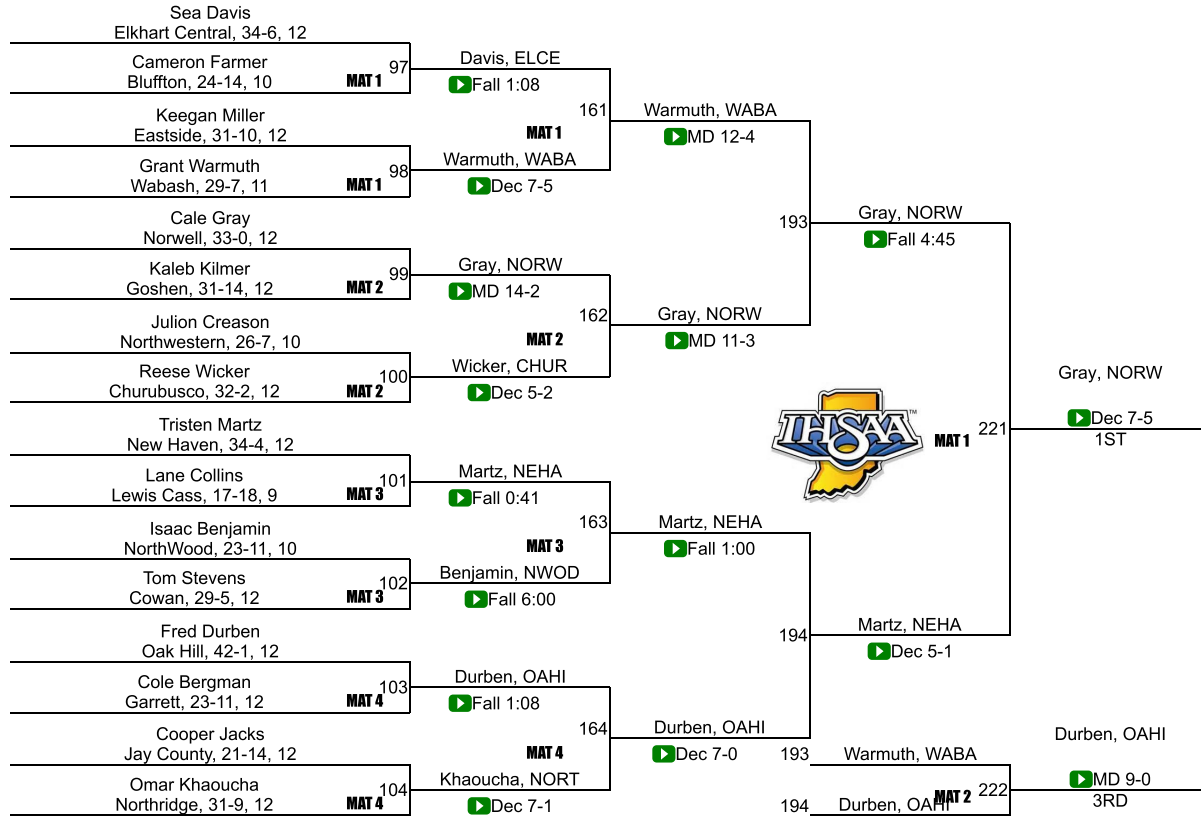 Sea Davis
Elkhart Central, 34-6, 12
Cameron Farmer
Bluffton, 24-14, 10
MAT 1
97
Davis, ELCE
Fall 1:08
Keegan Miller
Eastside, 31-10, 12
Grant Warmuth
Wabash, 29-7, 11
MAT 1
98
Warmuth, WABA
Dec 7-5
161
MAT 1
Warmuth, WABA
MD 12-4
Cale Gray
Norwell, 33-0, 12
Kaleb Kilmer
Goshen, 31-14, 12
MAT 2
99
Gray, NORW
MD 14-2
Julion Creason
Northwestern, 26-7, 10
Reese Wicker
Churubusco, 32-2, 12
MAT 2
100
Wicker, CHUR
Dec 5-2
162
MAT 2
Gray, NORW
MD 11-3
193
Gray, NORW
Fall 4:45
Tristen Martz
New Haven, 34-4, 12
Lane Collins
Lewis Cass, 17-18, 9
MAT 3
101
Martz, NEHA
Fall 0:41
Isaac Benjamin
NorthWood, 23-11, 10
Tom Stevens
Cowan, 29-5, 12
MAT 3
102
Benjamin, NWOD
Fall 6:00
163
MAT 3
Martz, NEHA
Fall 1:00
Fred Durben
Oak Hill, 42-1, 12
Cole Bergman
Garrett, 23-11, 12
MAT 4
103
Durben, OAHI
Fall 1:08
Cooper Jacks
Jay County, 21-14, 12
Omar Khaoucha
Northridge, 31-9, 12
MAT 4
104
Khaoucha, NORT
Dec 7-1
164
MAT 4
Durben, OAHI
Dec 7-0
194
Martz, NEHA
Dec 5-1
IHSAA™
MAT 1
221
Gray, NORW
Dec 7-5
1ST
193
Warmuth, WABA
194
Durben, OAHI
MAT 2
222
Durben, OAHI
MD 9-0
3RD